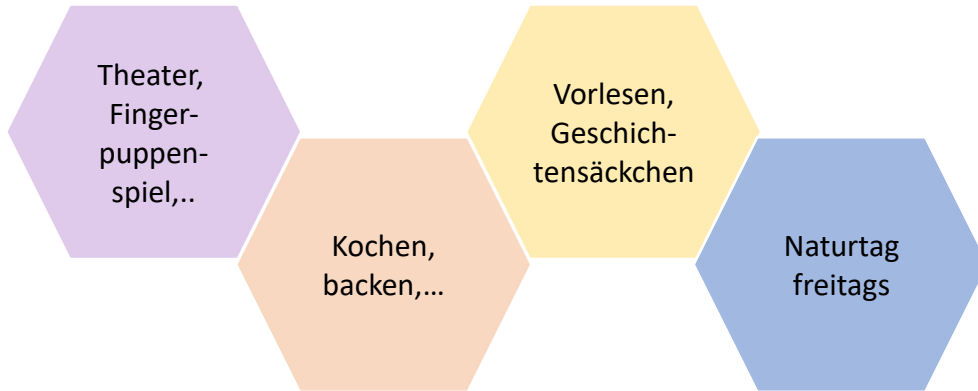 Theater,
Finger-
puppen-
spiel,..
Kochen,
backen,...
Vorlesen,
Geschich-
tensäckchen
Naturtag
freitags